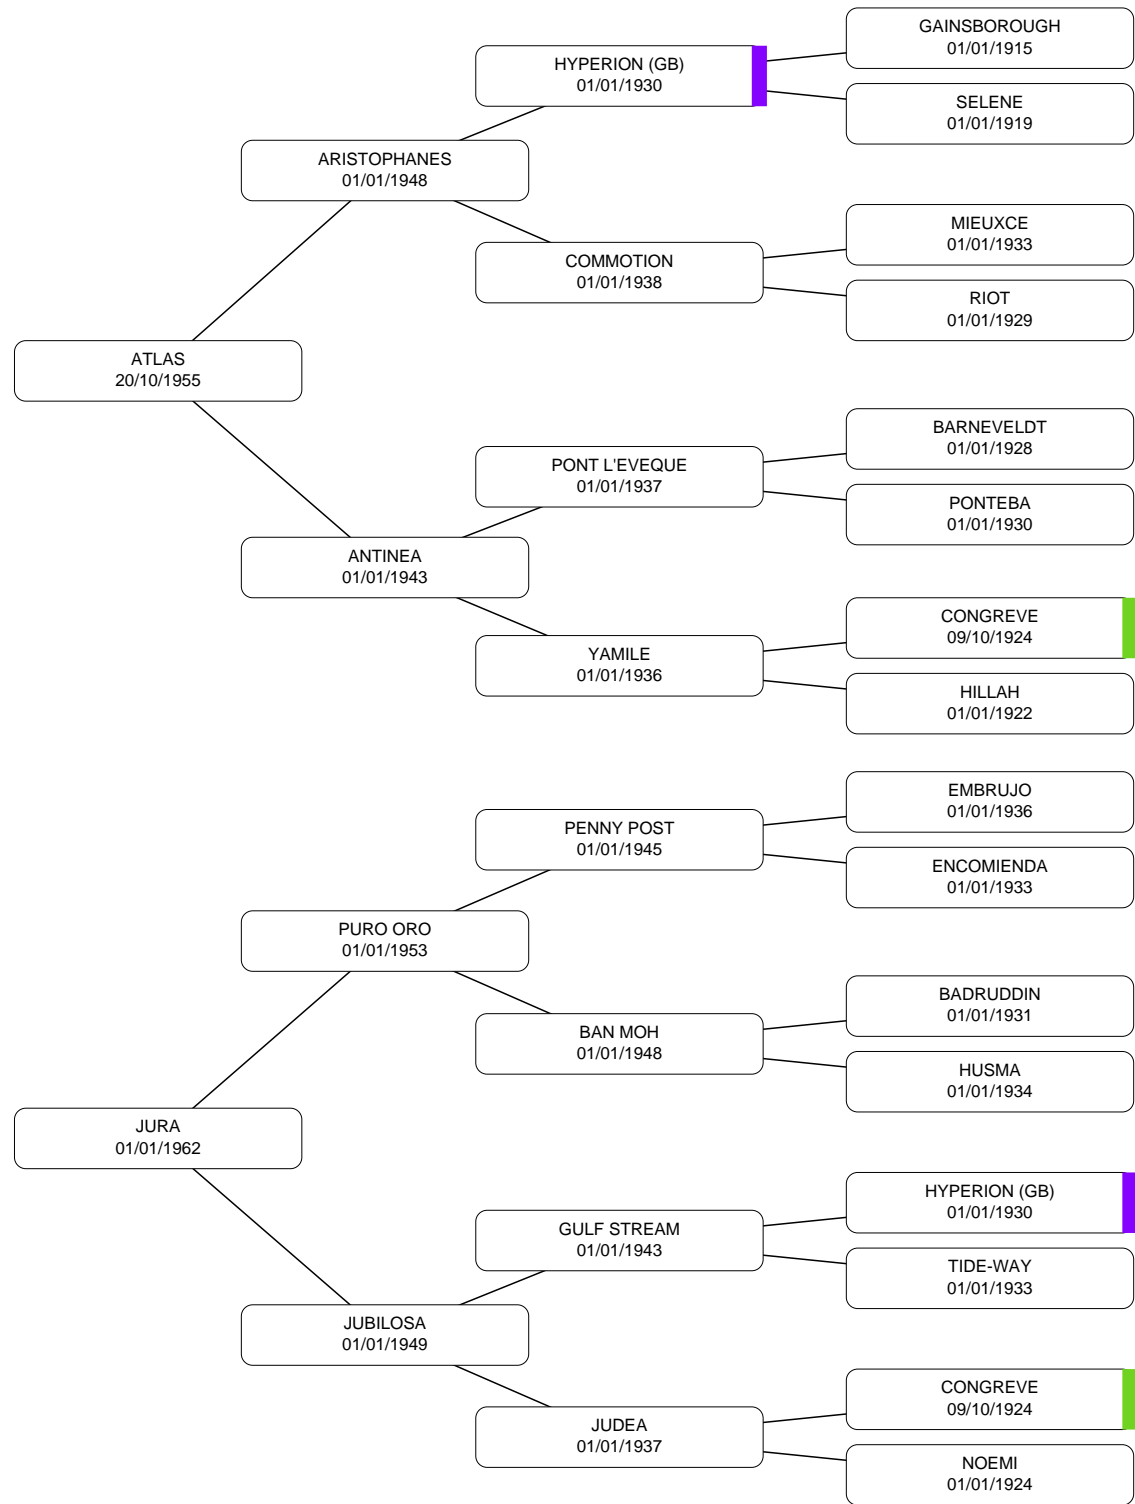 GAINSBOROUGH
01/01/1915
HYPERION (GB)
01/01/1930
SELENE
01/01/1919
ARISTOPHANES
01/01/1948
MIEUXCE
01/01/1933
COMMOTION
01/01/1938
RIOT
01/01/1929
ATLAS
20/10/1955
BARNEVELDT
01/01/1928
PONT L'EVEQUE
01/01/1937
PONTEBA
01/01/1930
ANTINEA
01/01/1943
CONGREVE
09/10/1924
YAMILE
01/01/1936
HILLAH
01/01/1922
EMBRUJO
01/01/1936
PENNY POST
01/01/1945
ENCOMIENDA
01/01/1933
PURO ORO
01/01/1953
BADRUDDIN
01/01/1931
BAN MOH
01/01/1948
HUSMA
01/01/1934
JURA
01/01/1962
HYPERION (GB)
01/01/1930
GULF STREAM
01/01/1943
TIDE-WAY
01/01/1933
JUBILOSA
01/01/1949
CONGREVE
09/10/1924
JUDEA
01/01/1937
NOEMI
01/01/1924